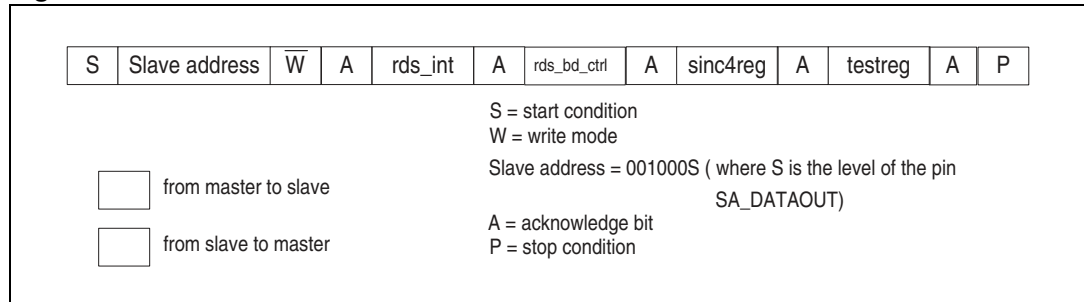 S Slave address W A rds_int A rds_bd_ctrl A sinc4reg A testreg A P
S = start condition
W = write mode
Slave address = 001000S ( where S is the level of the pin
SA_DATAOUT)
from master to slave
A = acknowledge bit
P = stop condition
from slave to master